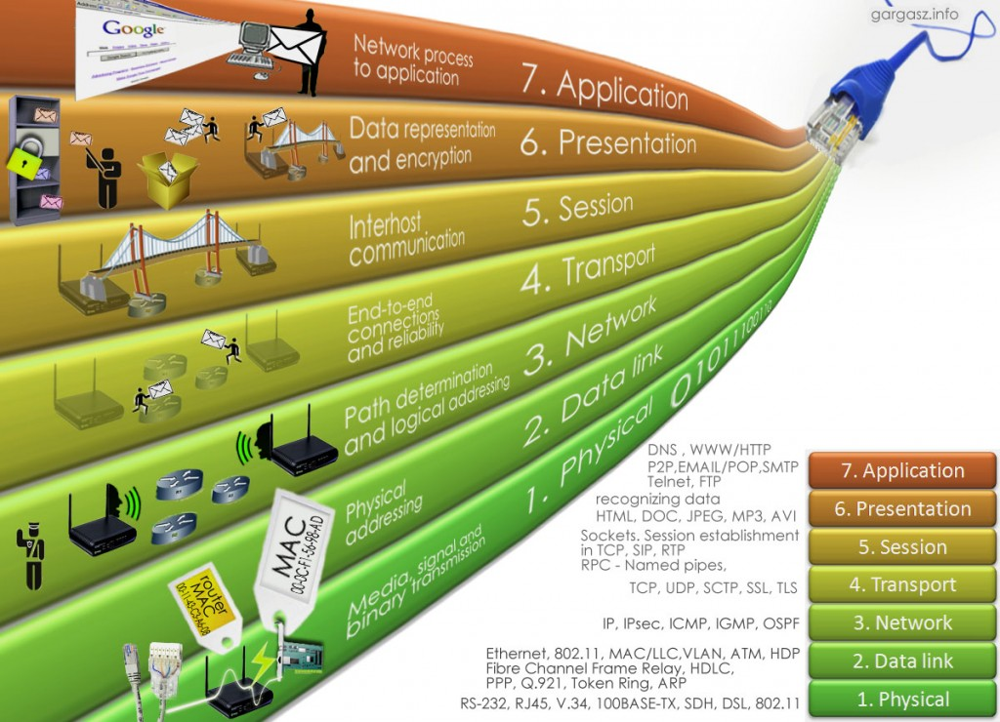 gargasz.info
Google
Network process
to application
7. Application
Data representation
and encryption
6. Presentation
Interhost
communication
5. Session
End-to-end
connections
and reliability
4. Transport
Path determination
and logical addressing
3. Network
Physical
addressing
2. Data link
Media, signal and
binary transmission
1. Physical
0101110011
MAC
router
MAC
DNS , WWW/HTTP
P2P,EMAIL/POP,SMTP
Telnet, FTP
recognizing data
HTML, DOC, JPEG, MP3, AVI
Sockets. Session establishment
in TCP, SIP, RTP
RPC - Named pipes,
TCP, UDP, SCTP, SSL, TLS
IP, IPsec, ICMP, IGMP, OSPF
Ethernet, 802.11, MAC/LLC,VLAN, ATM, HDP
Fibre Channel Frame Relay, HDLC,
PPP, Q.921, Token Ring, ARP
RS-232, RJ45, V.34, 100BASE-TX, SDH, DSL, 802.11
7. Application
6. Presentation
5. Session
4. Transport
3. Network
2. Data link
1. Physical